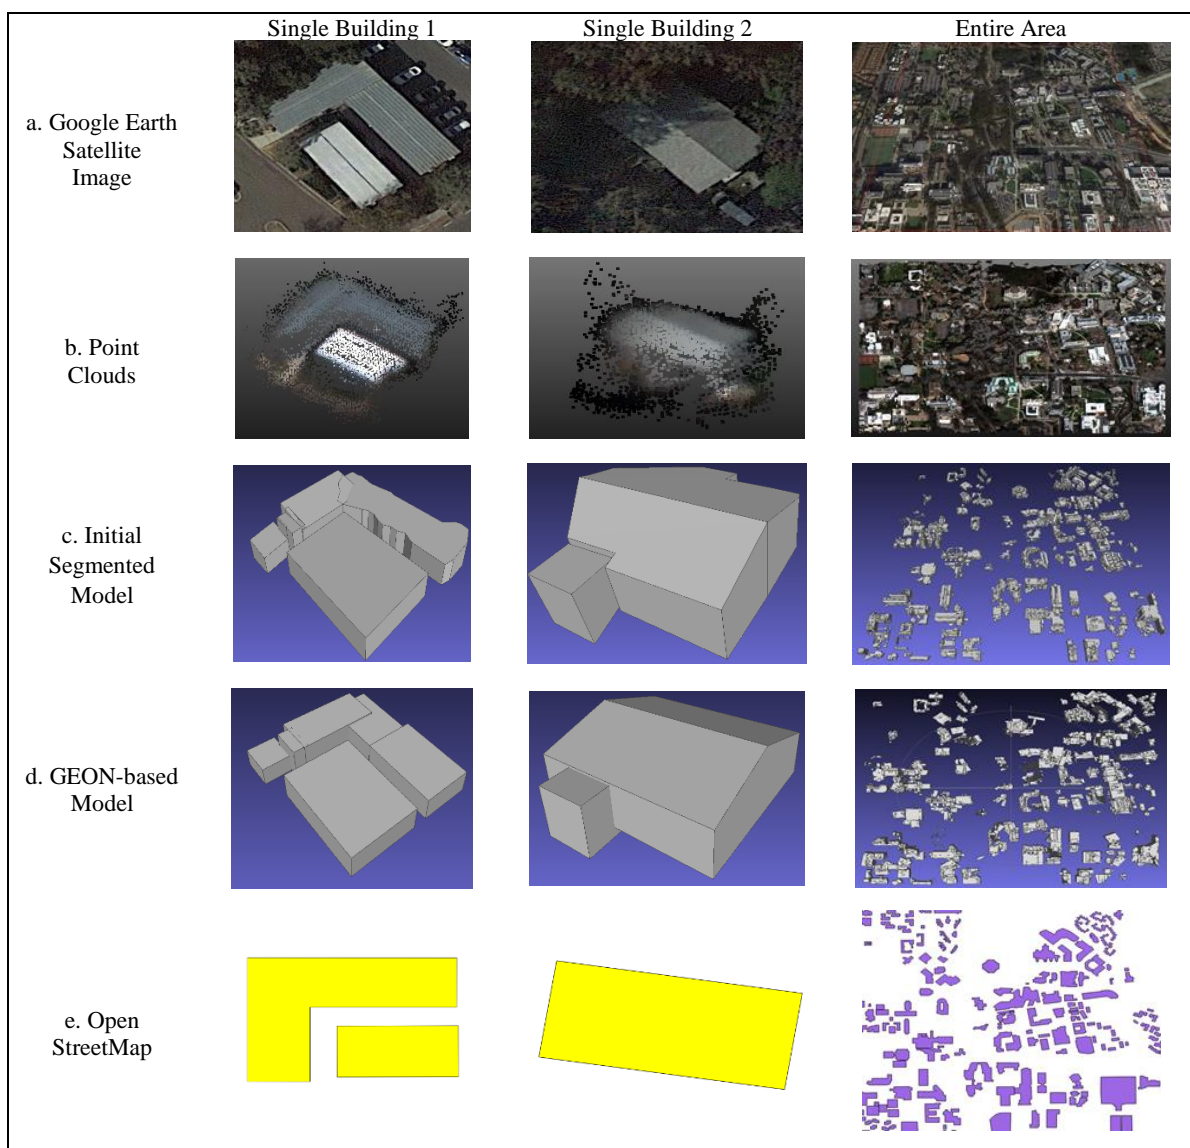 Single Building 1
Single Building 2
Entire Area
a. Google Earth
Satellite
Image
b. Point
Clouds
c. Initial
Segmented
Model
d. GEON-based
Model
e. Open
StreetMap